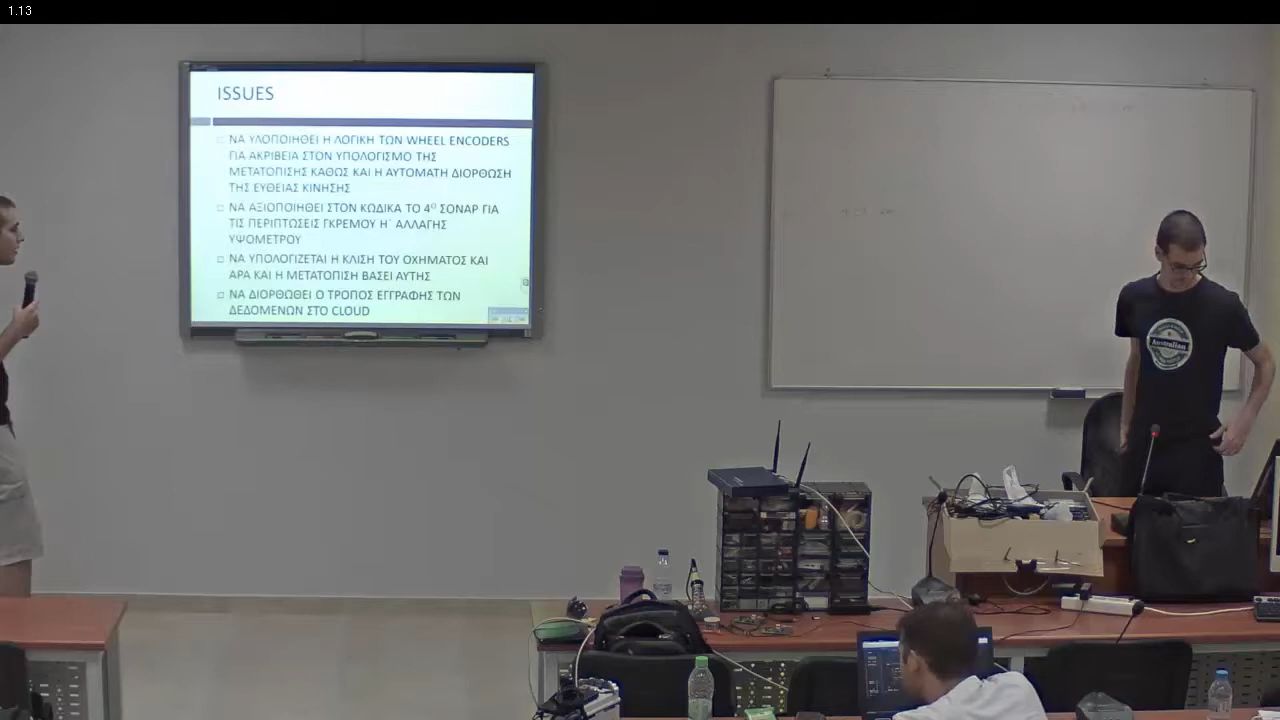 1.13
ISSUES
ΝΑ ΥΛΟΠΟΙΗΘΕΙ Η ΛΟΓΙΚΗ ΤΩΝ WHEEL ENCODERS
ΓΙΑ ΑΚΡΙΒΕΙΑ ΣΤΟΝ ΥΠΟΛΟΓΙΣΜΟ ΤΗΣ
ΜΕΤΑΤΟΠΙΣΗΣ ΚΑΘΩΣ ΚΑΙ Η ΑΥΤΟΜΑΤΗ ΔΙΟΡΘΩΣΗ
ΤΗΣ ΕΥΘΕΙΑΣ ΚΙΝΗΣΗΣ
ΝΑ ΑΞΙΟΠΟΙΗΘΕΙ ΣΤΟΝ ΚΩΔΙΚΑ ΤΟ 4º ΣΟΝΑΡ ΓΙΑ
ΤΙΣ ΠΕΡΙΠΤΩΣΕΙΣ ΓΚΡΕΜΟΥ Η΄ ΑΛΛΑΓΗΣ
ΥΨΟΜΕΤΡΟΥ
ΝΑ ΥΠΟΛΟΓΙΖΕΤΑΙ Η ΚΛΙΣΗ ΤΟΥ ΟΧΗΜΑΤΟΣ ΚΑΙ
ΑΡΑ ΚΑΙ Η ΜΕΤΑΤΟΠΙΣΗ ΒΑΣΕΙ ΑΥΤΗΣ
ΝΑ ΔΙΟΡΘΩΘΕΙ Ο ΤΡΟΠΟΣ ΕΓΓΡΑΦΗΣ ΤΩΝ
ΔΕΔΟΜΕΝΩΝ ΣΤΟ CLOUD
Australian